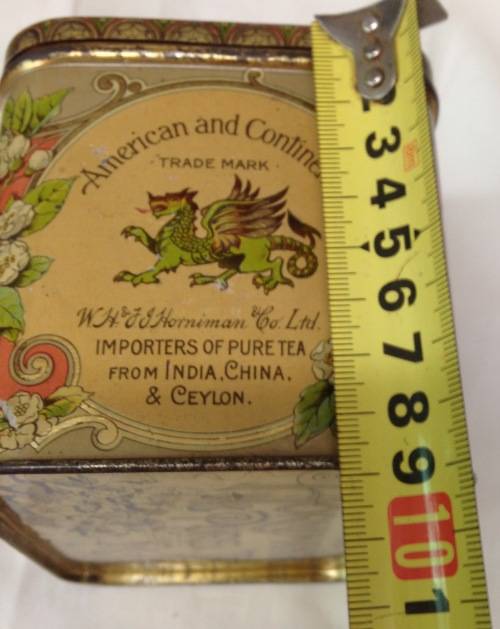 American and
TRADE MARK
W.H. & F.J. Horniman & Co. Ltd.
IMPORTERS OF PURE TEA
FROM INDIA, CHINA,
& CEYLON.
2
3
4
5
6
7
8
9
10
1